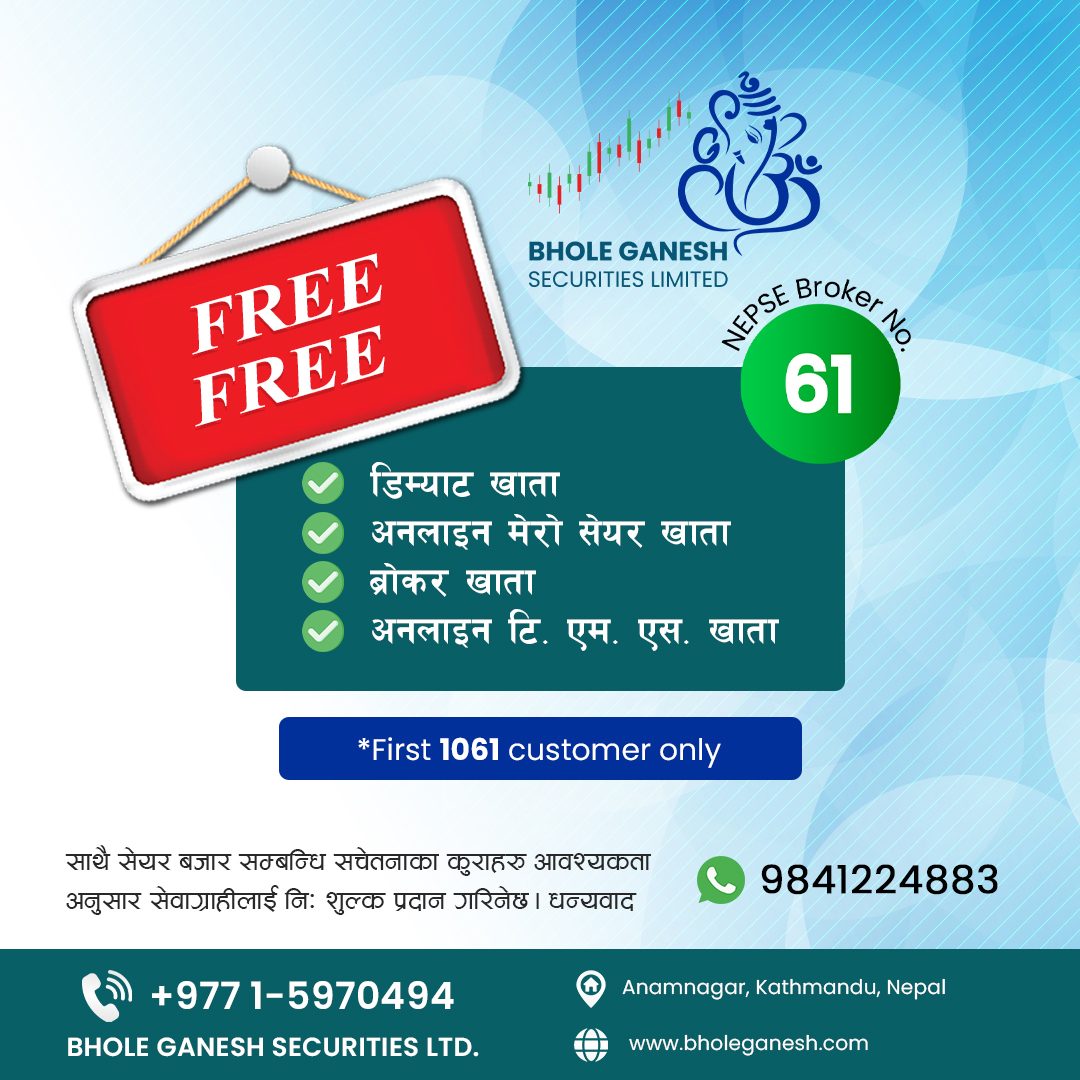 BHOLE GANESH
SECURITIES LIMITED
NEPSE Broker No.
61
FREE
FREE
डिम्याट खाता
अनलाइन मेरो सेयर खाता
ब्रोकर खाता
अनलाइन टि. एम. एस. खाता
*First 1061 customer only
साथै सेयर बजार सम्बन्धि सचेतनाका कुराहरु आवश्यकता
अनुसार सेवाग्राहीलाई नि: शुल्क प्रदान गरिनेछ। धन्यवाद
9841224883
+977 1-5970494
BHOLE GANESH SECURITIES LTD.
Anamnagar, Kathmandu, Nepal
www.bholeganesh.com